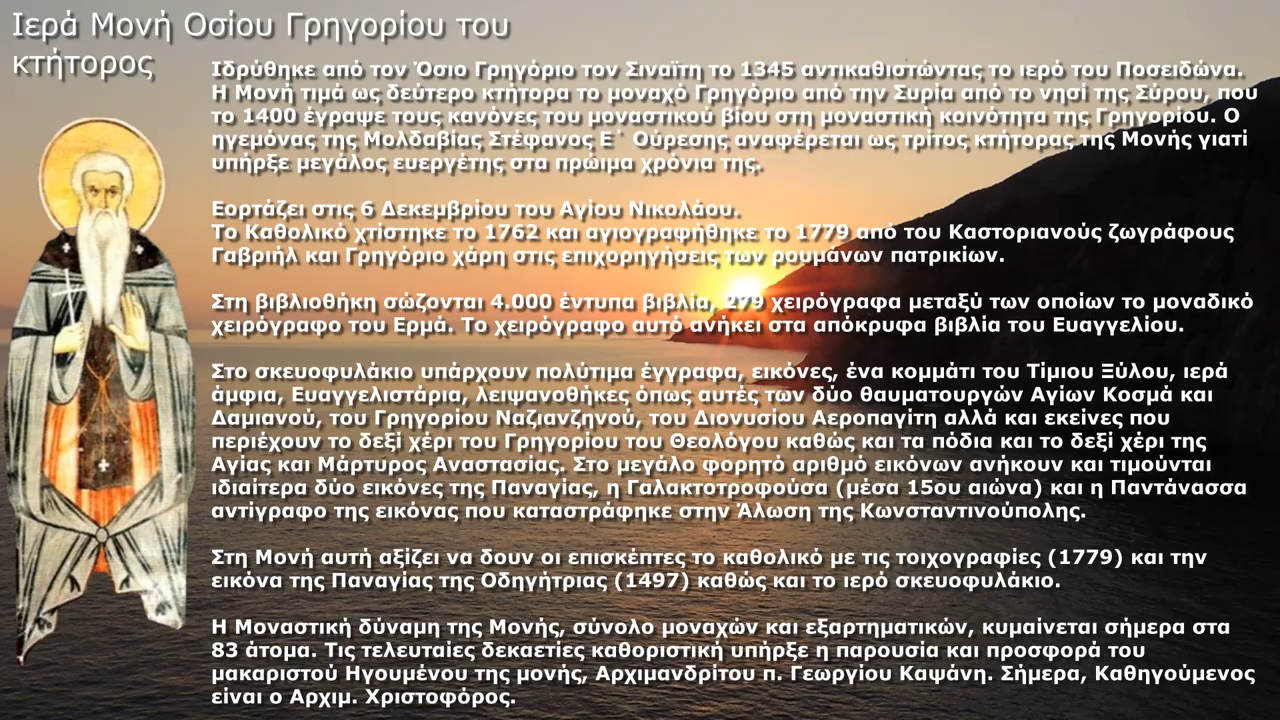 Ιερά Μονή Οσίου Γρηγορίου του
κτήτορος
Ιδρύθηκε από τον Όσιο Γρηγόριο τον Σιναΐτη το 1345 αντικαθιστώντας το ιερό του Ποσειδώνα.
Η Μονή τιμά ως δεύτερο κτήτορα το μοναχό Γρηγόριο από την Συρία από το νησί της Σύρου, που
το 1400 έγραψε τους κανόνες του μοναστικού βίου στη μοναστική κοινότητα της Γρηγορίου. Ο
ηγεμόνας της Μολδαβίας Στέφανος Ε΄ Ούρεσης αναφέρεται ως τρίτος κτήτορας της Μονής γιατί
υπήρξε μεγάλος ευεργέτης στα πρώιμα χρόνια της.
Εορτάζει στις 6 Δεκεμβρίου του Αγίου Νικολάου.
Το Καθολικό χτίστηκε το 1762 και αγιογραφήθηκε το 1779 από του Καστοριανούς ζωγράφους
Γαβριήλ και Γρηγόριο χάρη στις επιχορηγήσεις των ρουμάνων πατρικίων.
Στη βιβλιοθήκη σώζονται 4.000 έντυπα βιβλία, 279 χειρόγραφα μεταξύ των οποίων το μοναδικό
χειρόγραφο του Ερμά. Το χειρόγραφο αυτό ανήκει στα απόκρυφα βιβλία του Ευαγγελίου.
Στο σκευοφυλάκιο υπάρχουν πολύτιμα έγγραφα, εικόνες, ένα κομμάτι του Τίμιου Ξύλου, ιερά
άμφια, Ευαγγελιστάρια, λειψανοθήκες όπως αυτές των δύο θαυματουργών Αγίων Κοσμά και
Δαμιανού, του Γρηγορίου Ναζιανζηνού, του Διονυσίου Αεροπαγίτη αλλά και εκείνες που
περιέχουν το δεξί χέρι του Γρηγορίου του Θεολόγου καθώς και τα πόδια και το δεξί χέρι της
Αγίας και Μάρτυρος Αναστασίας. Στο μεγάλο φορητό αριθμό εικόνων ανήκουν και τιμούνται
ιδιαίτερα δύο εικόνες της Παναγίας, η Γαλακτοτροφούσα (μέσα 15ου αιώνα) και η Παντάνασσα
αντίγραφο της εικόνας που καταστράφηκε στην Άλωση της Κωνσταντινούπολης.
Στη Μονή αυτή αξίζει να δουν οι επισκέπτες το καθολικό με τις τοιχογραφίες (1779) και την
εικόνα της Παναγίας της Οδηγήτριας (1497) καθώς και το ιερό σκευοφυλάκιο.
Η Μοναστική δύναμη της Μονής, σύνολο μοναχών και εξαρτηματικών, κυμαίνεται σήμερα στα
83 άτομα. Τις τελευταίες δεκαετίες καθοριστική υπήρξε η παρουσία και προσφορά του
μακαριστού Ηγουμένου της μονής, Αρχιμανδρίτου π. Γεωργίου Καψάνη. Σήμερα, Καθηγούμενος
είναι ο Αρχιμ. Χριστοφόρος.